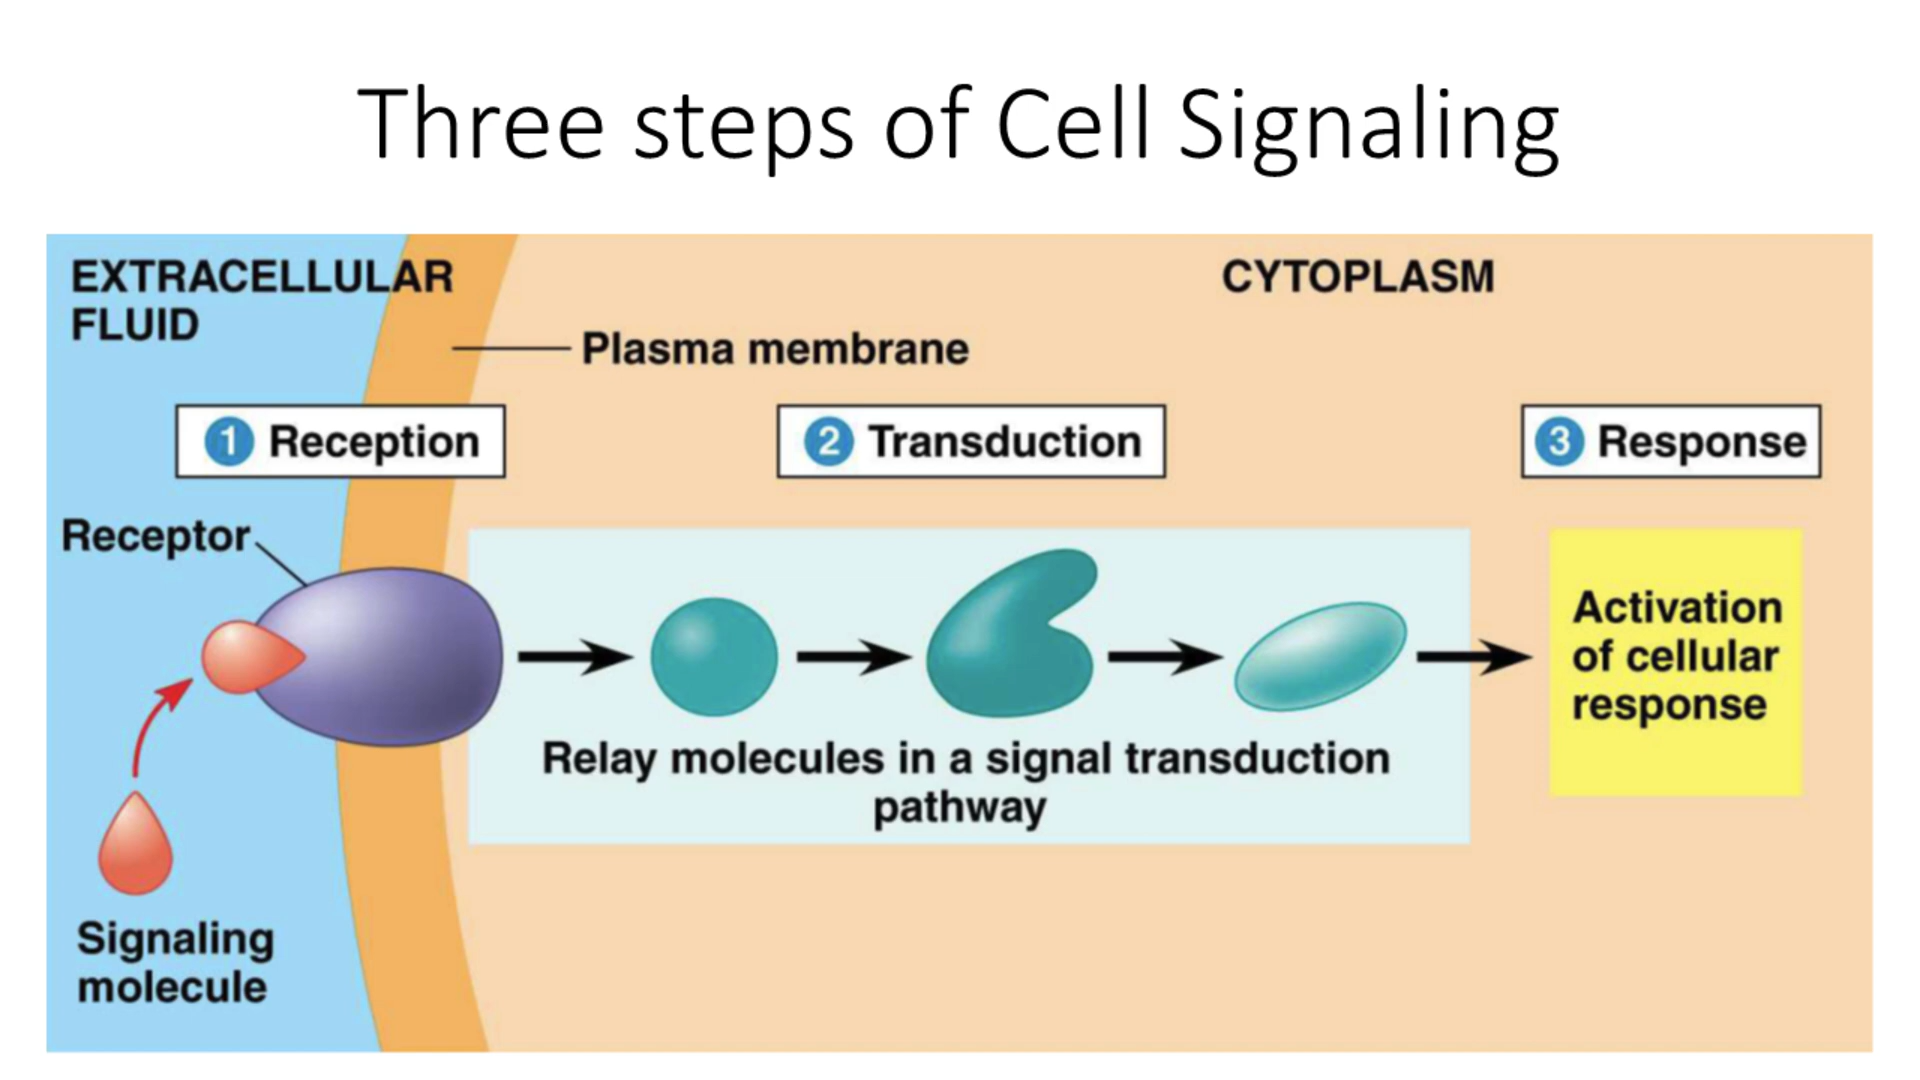 Three steps of Cell Signaling
EXTRACELLULAR
FLUID
CYTOPLASM
Plasma membrane
1 Reception
2 Transduction
3 Response
Receptor
Activation
of cellular
response
Relay molecules in a signal transduction
pathway
Signaling
molecule